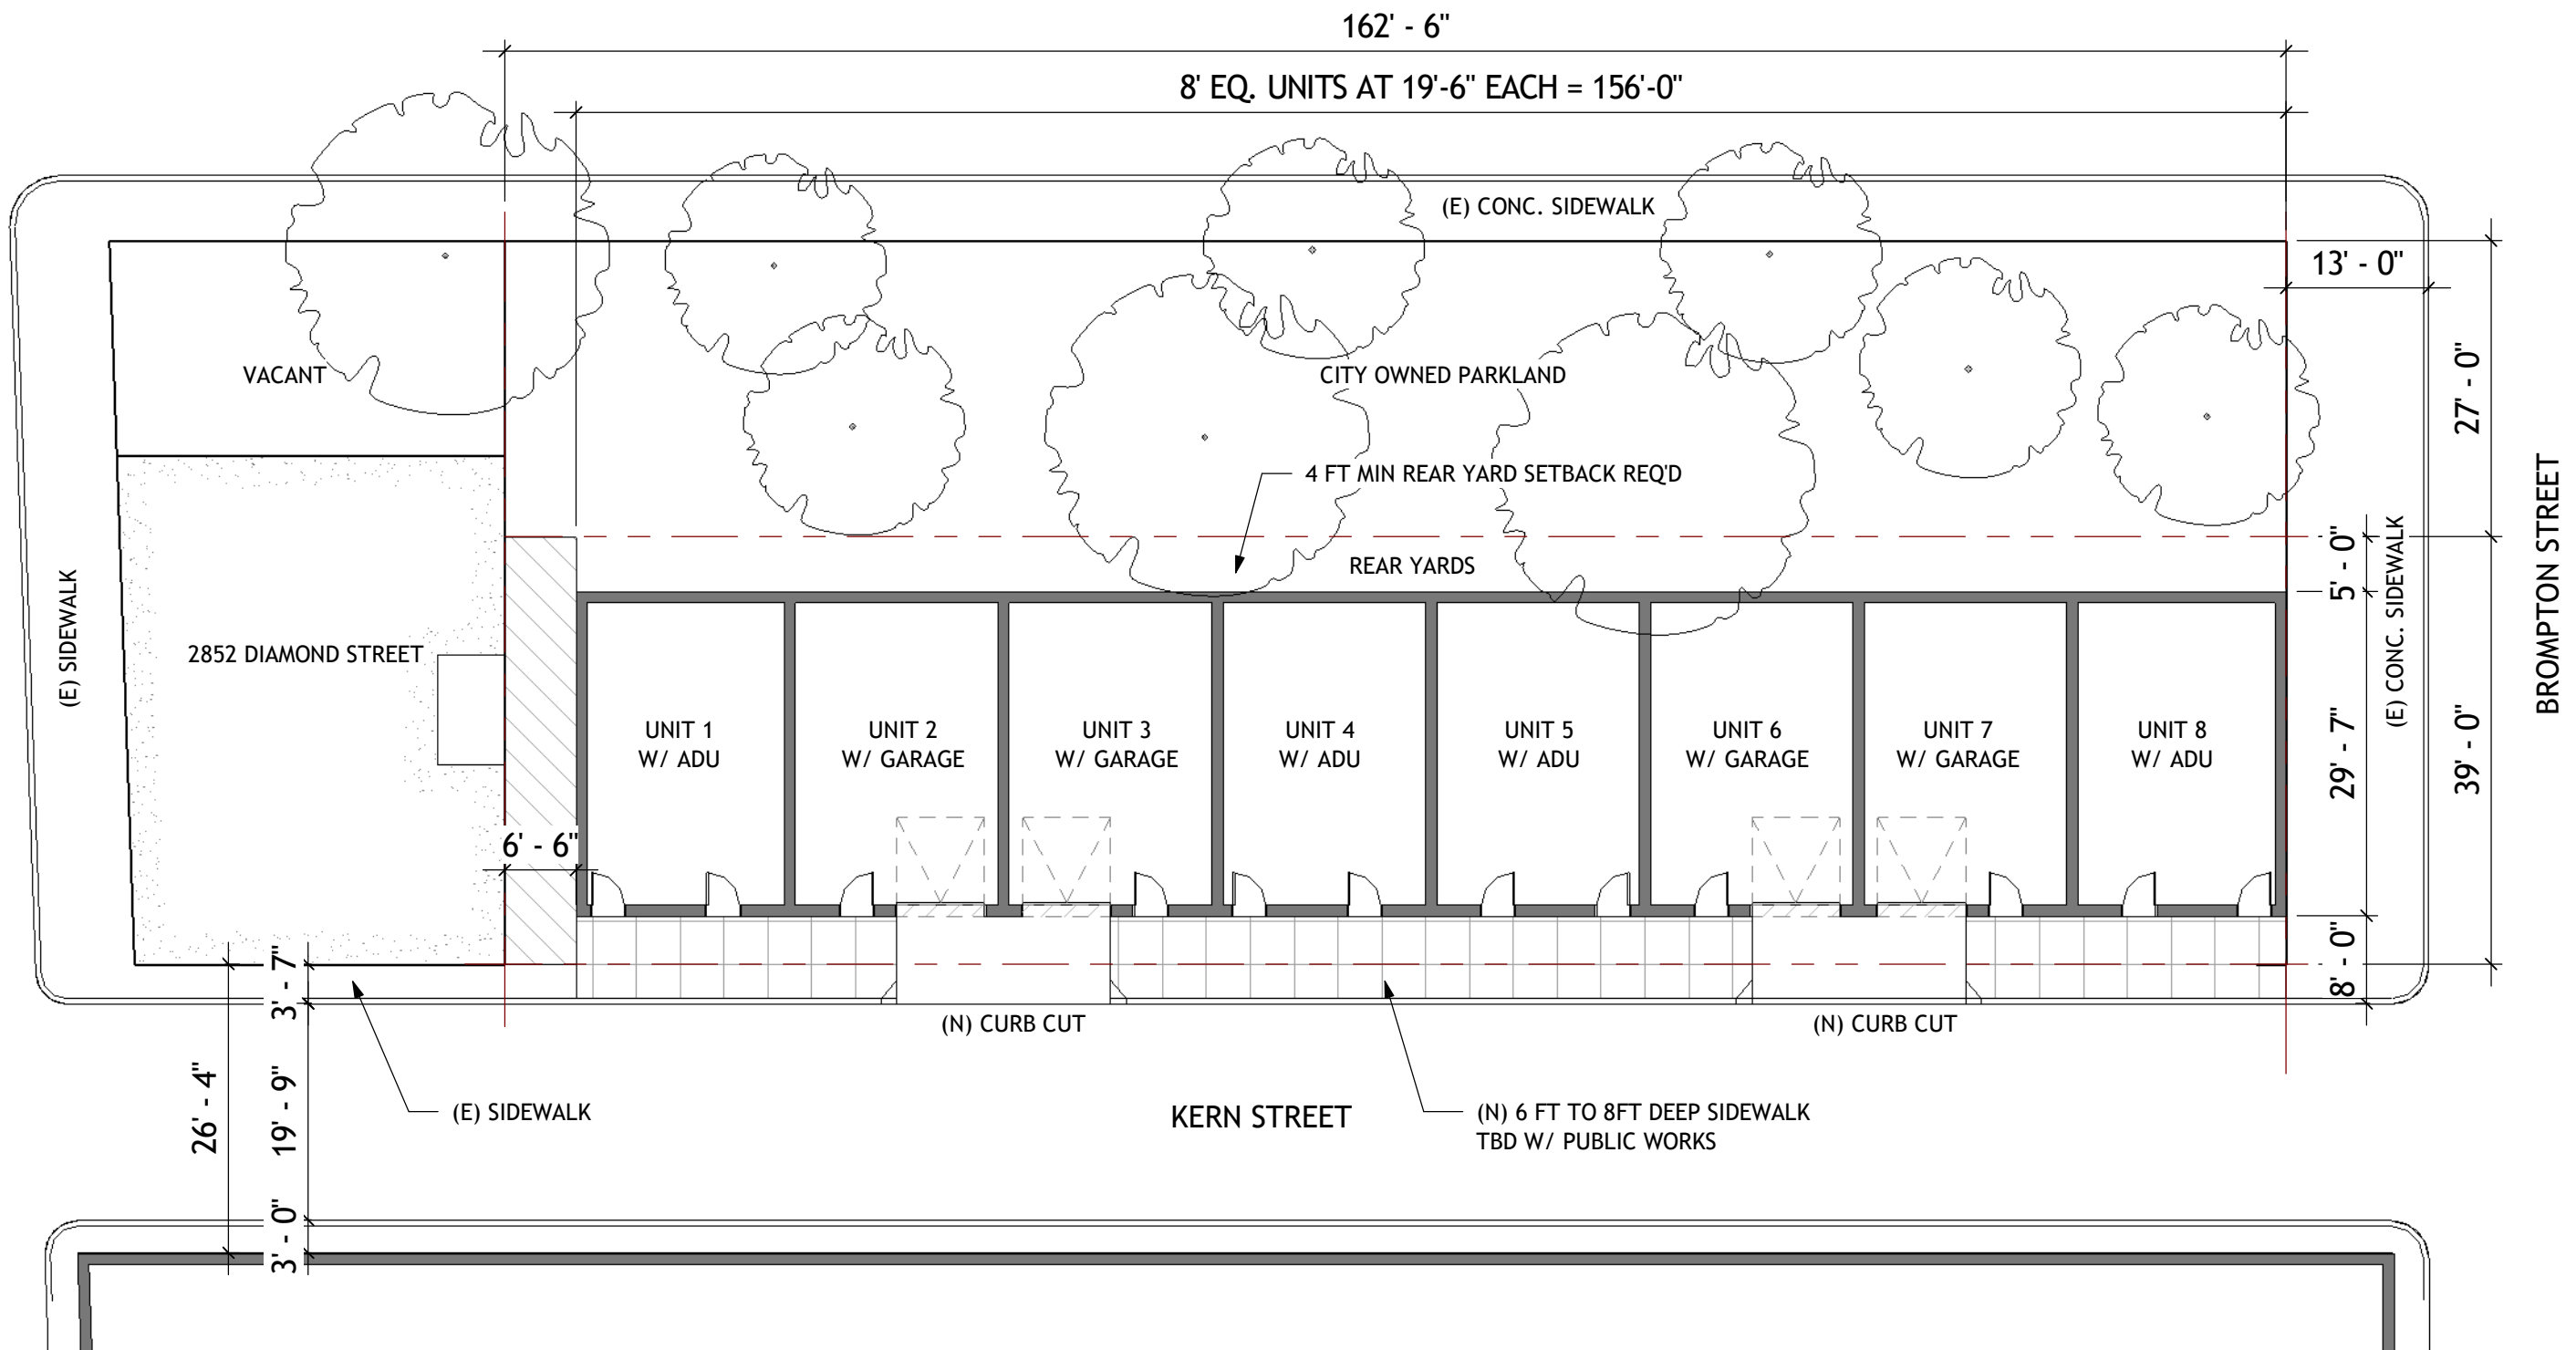 162' - 6"
8' EQ. UNITS AT 19'-6" EACH = 156'-0"
(E) CONC. SIDEWALK
13' - 0"
VACANT
CITY OWNED PARKLAND
27' - 0"
4 FT MIN REAR YARD SETBACK REQ'D
BROMPTON STREET
REAR YARDS
5' - 0"
(E) CONC. SIDEWALK
(E) SIDEWALK
2852 DIAMOND STREET
UNIT 1
W/ ADU
UNIT 2
W/ GARAGE
UNIT 3
W/ GARAGE
UNIT 4
W/ ADU
UNIT 5
W/ ADU
UNIT 6
W/ GARAGE
UNIT 7
W/ GARAGE
UNIT 8
W/ ADU
29' - 7"
39' - 0"
6' - 6"
3' - 7"
8' - 0"
(N) CURB CUT
(N) CURB CUT
26' - 4"
19' - 9"
(E) SIDEWALK
KERN STREET
(N) 6 FT TO 8FT DEEP SIDEWALK
TBD W/ PUBLIC WORKS
3' - 0"